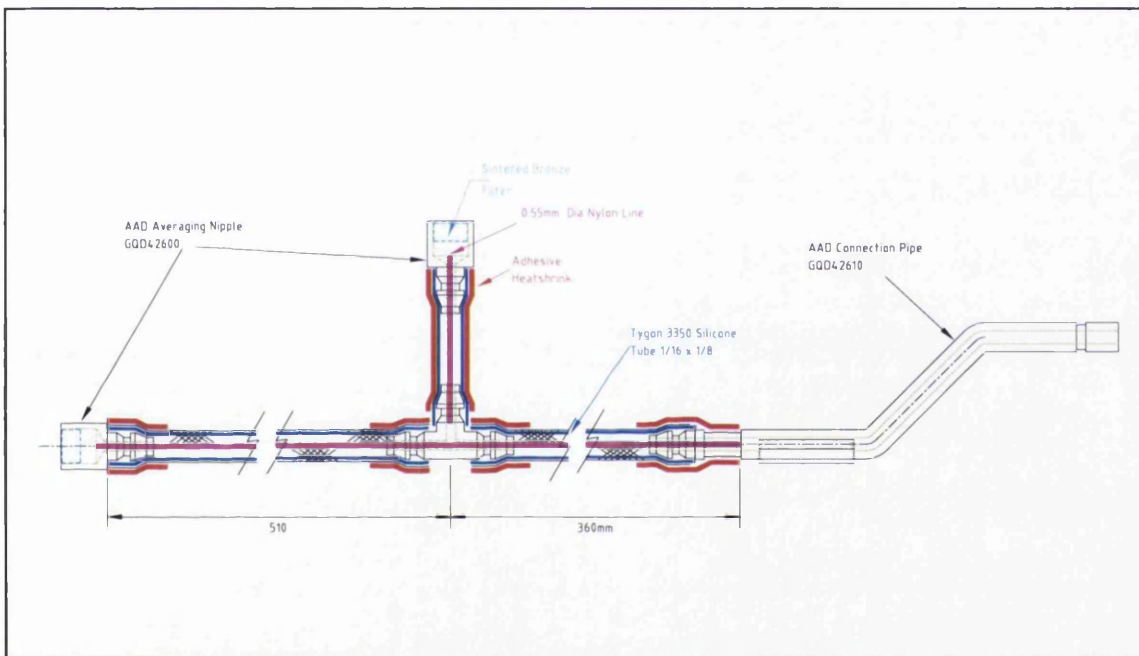 Sintered Bronze
Filter
0.55mm Dia Nylon Line
AAD Averaging Nipple
GQD42600
Adhesive
Heatshrink
AAD Connection Pipe
GQD42610
Tygon 3350 Silicone
Tube 1/16 x 1/8
510
360mm